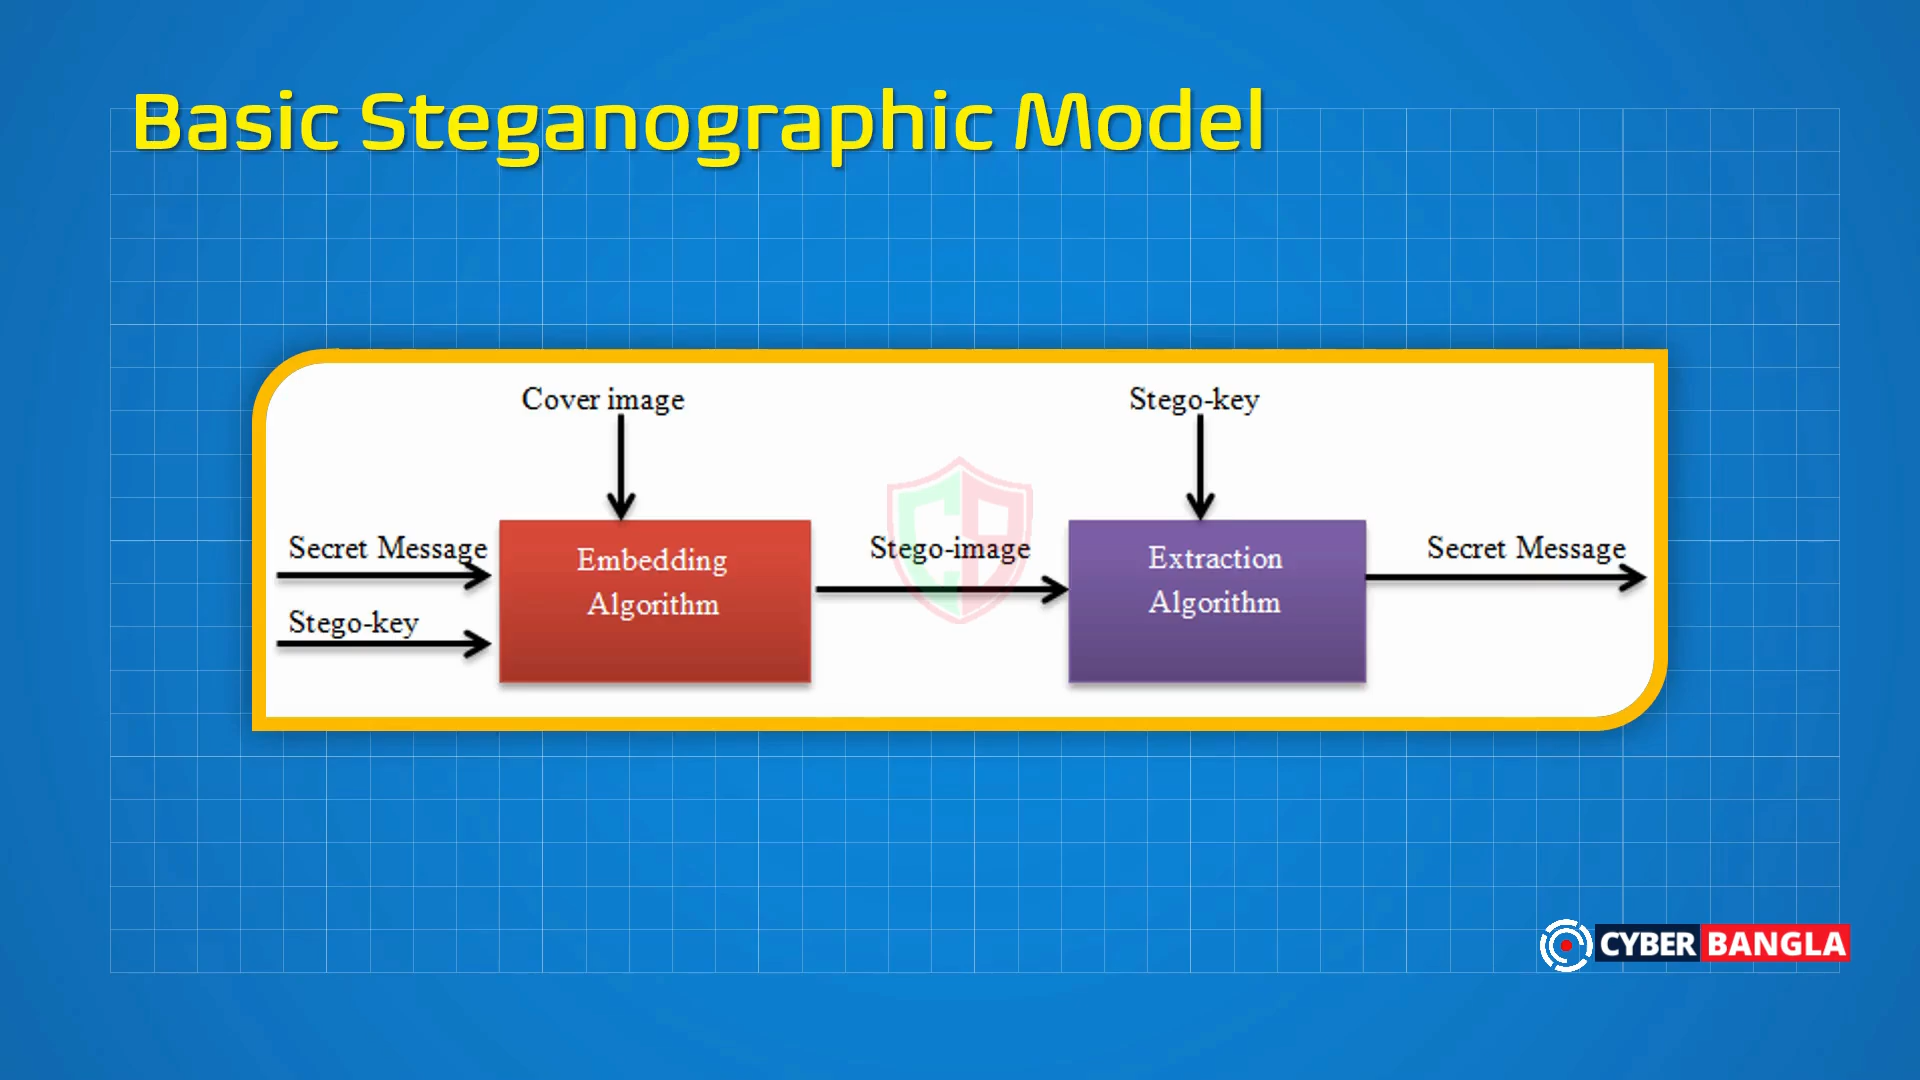 Basic Steganographic Model
Cover image
Stego-key
Secret Message
Stego-key
Embedding
Algorithm
Stego-image
Extraction
Algorithm
Secret Message
CYBER BANGLA